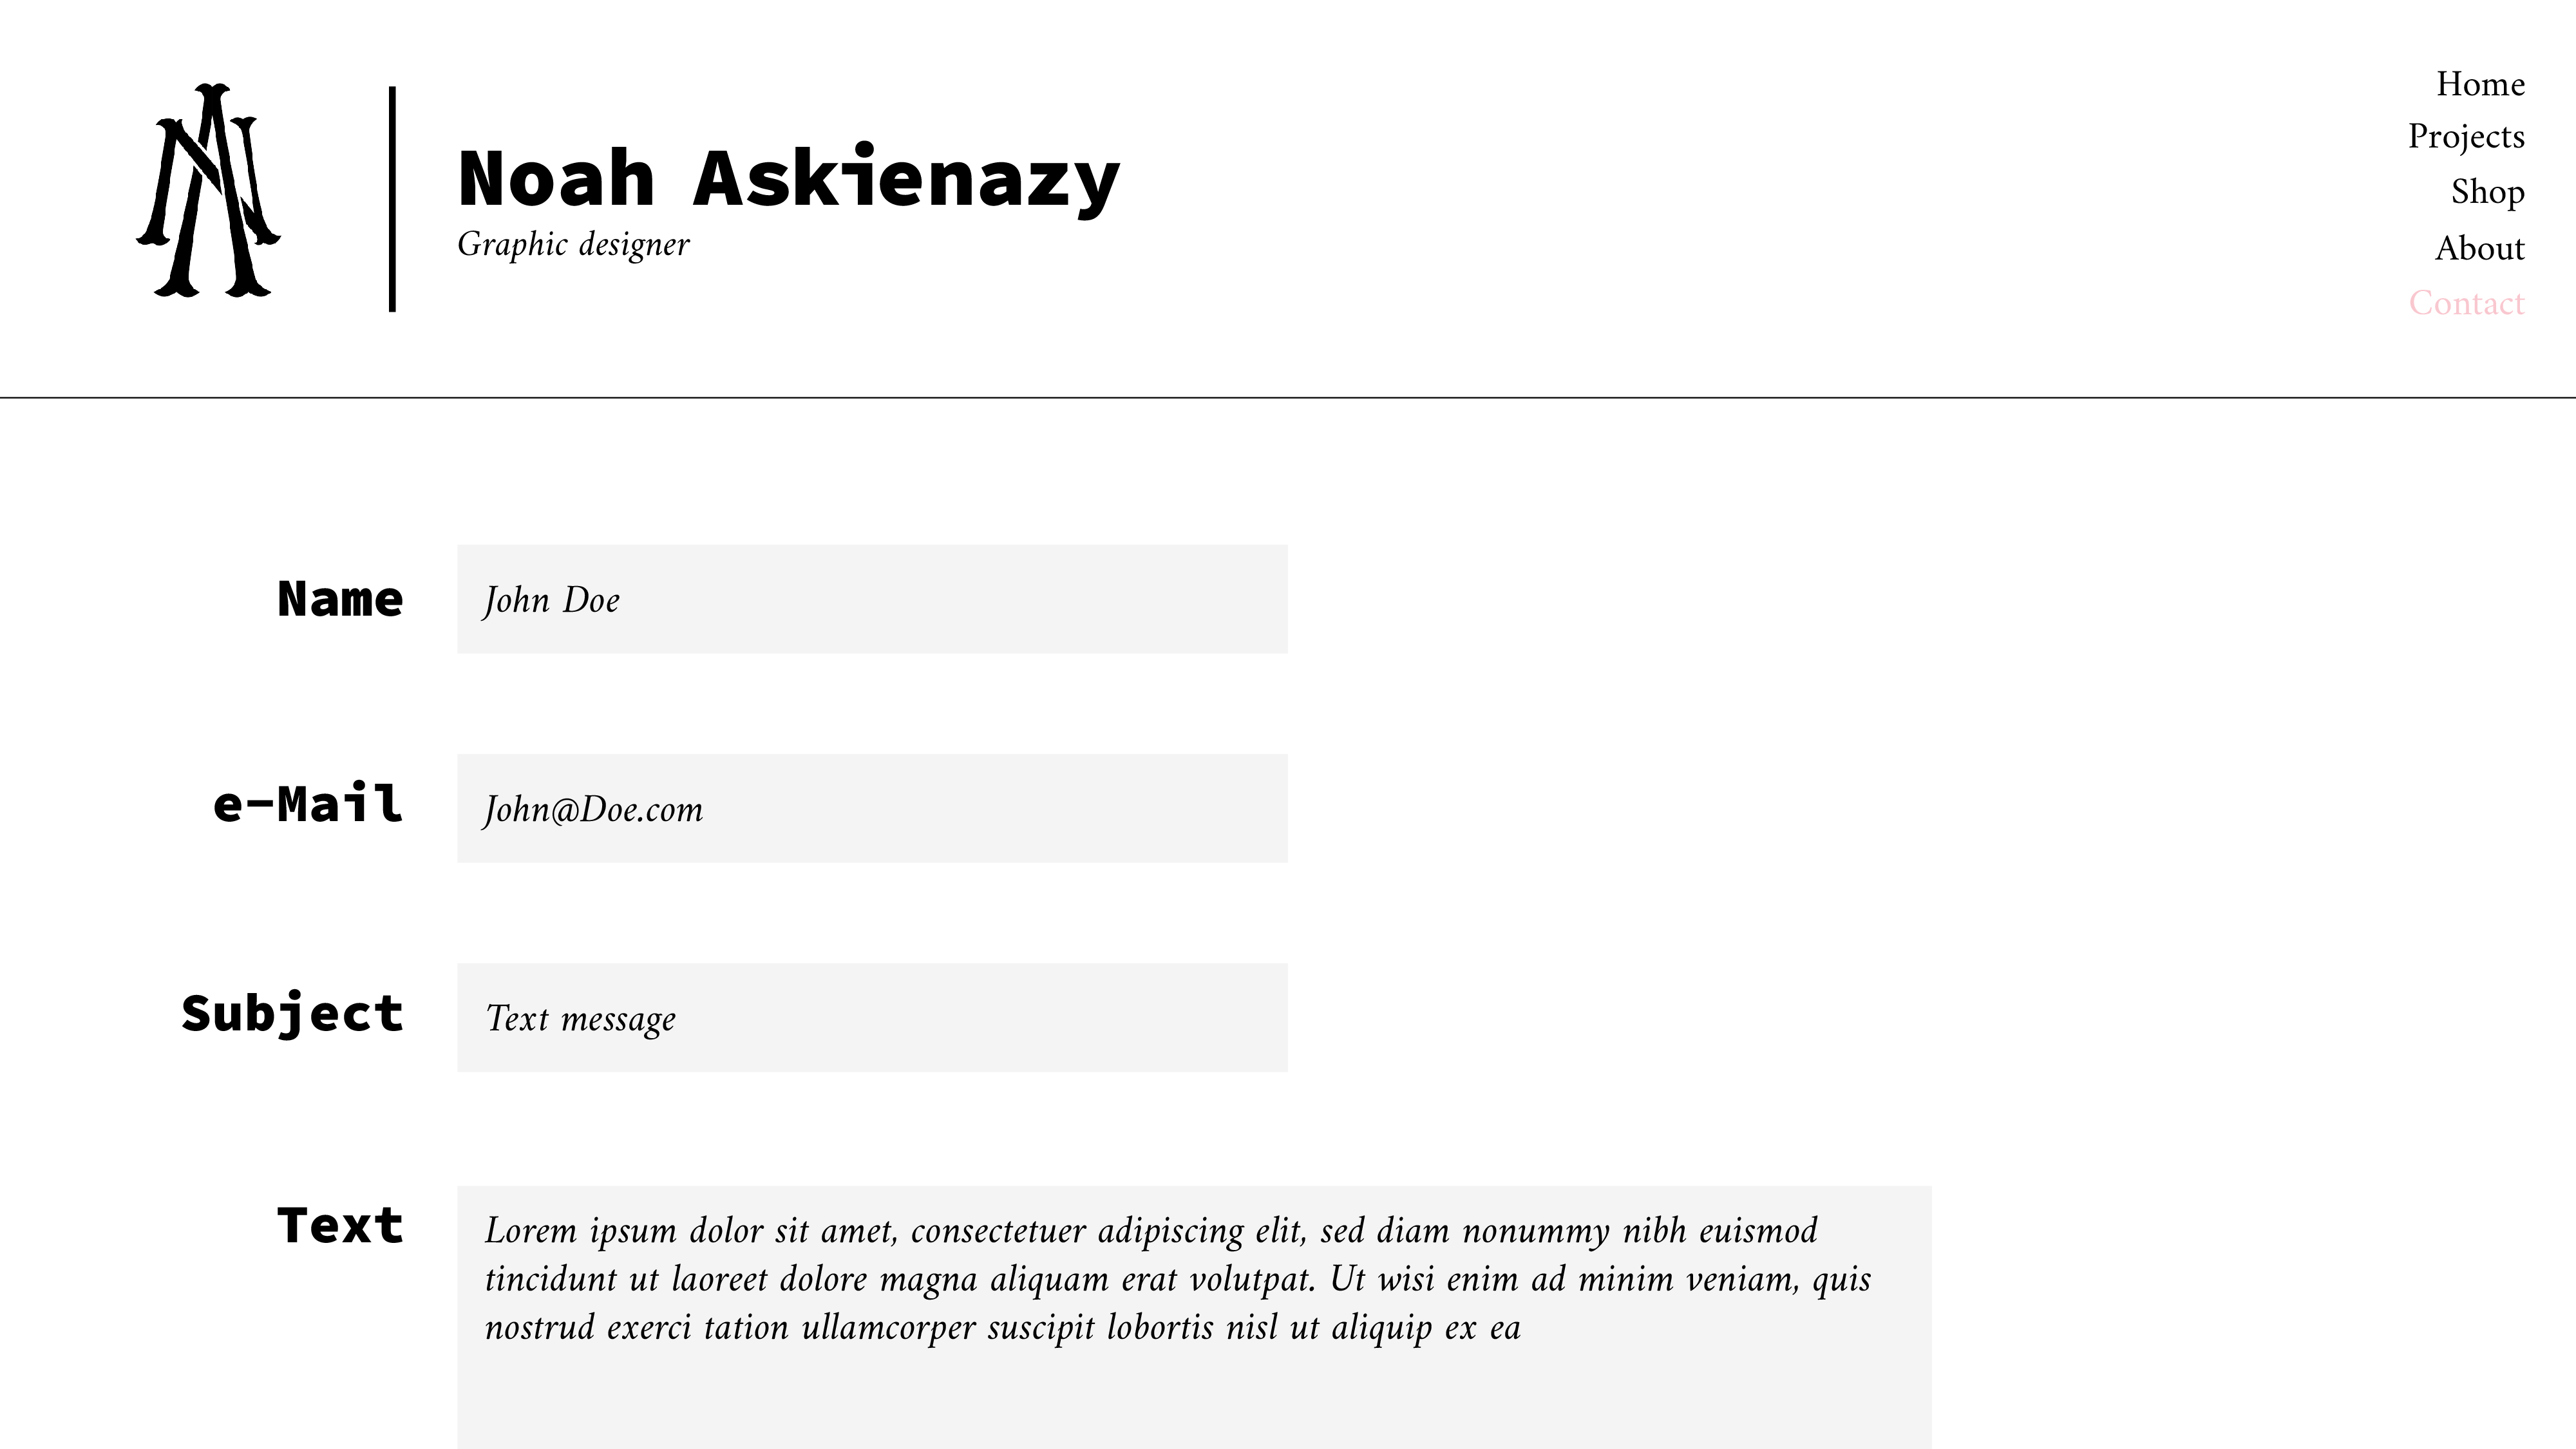 NA
Noah Askienazy
Graphic designer
Home
Projects
Shop
About
Contact
Name
John Doe
e-Mail
John@Doe.com
Subject
Text message
Text
Lorem ipsum dolor sit amet, consectetuer adipiscing elit, sed diam nonummy nibh euismod
tincidunt ut laoreet dolore magna aliquam erat volutpat. Ut wisi enim ad minim veniam, quis
nostrud exerci tation ullamcorper suscipit lobortis nisl ut aliquip ex ea